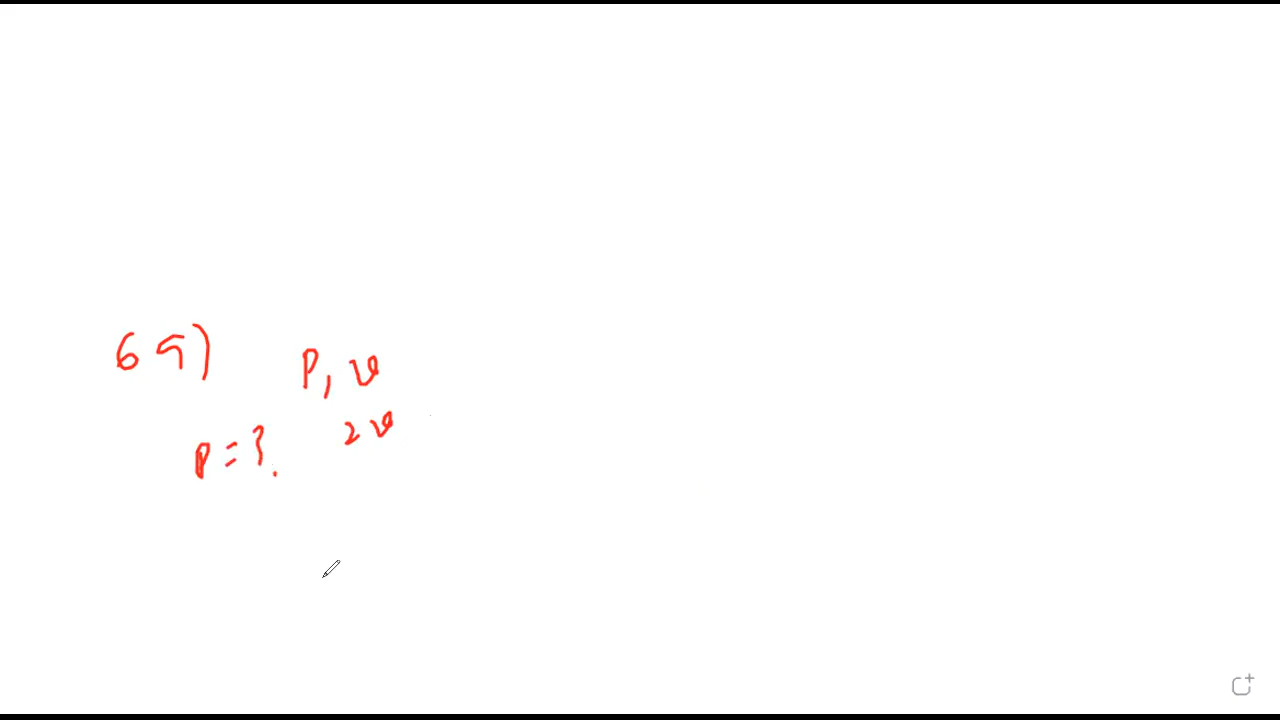 69)
P, v
2v
P = ?